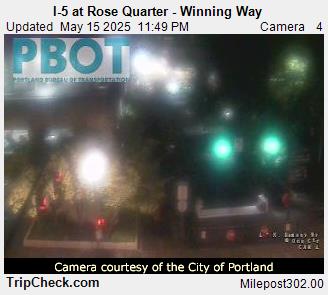 I-5 at Rose Quarter - Winning Way
Updated May 15 2025 11:49 PM Camera 4
PBOT
PORTLAND BUREAU OF TRANSPORTATION
Camera courtesy of the City of Portland
TripCheck.com Milepost302.00